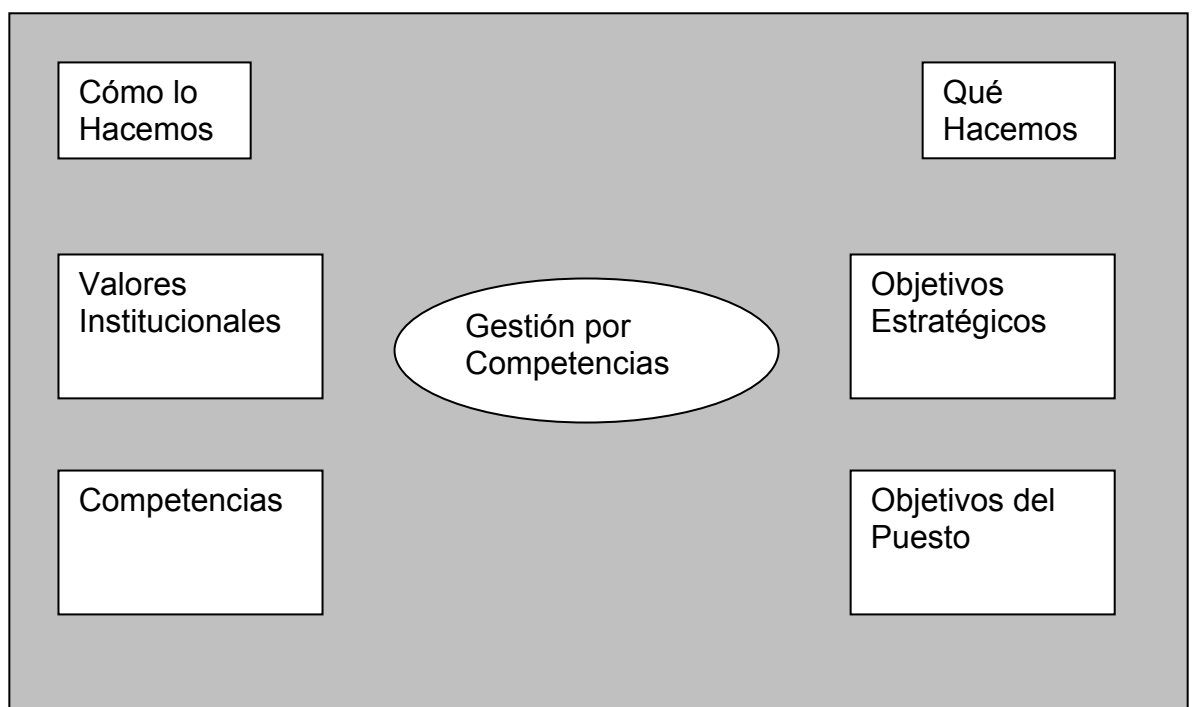 Cómo lo
Hacemos
Qué
Hacemos
Valores
Institucionales
Gestión por
Competencias
Objetivos
Estratégicos
Competencias
Objetivos del
Puesto